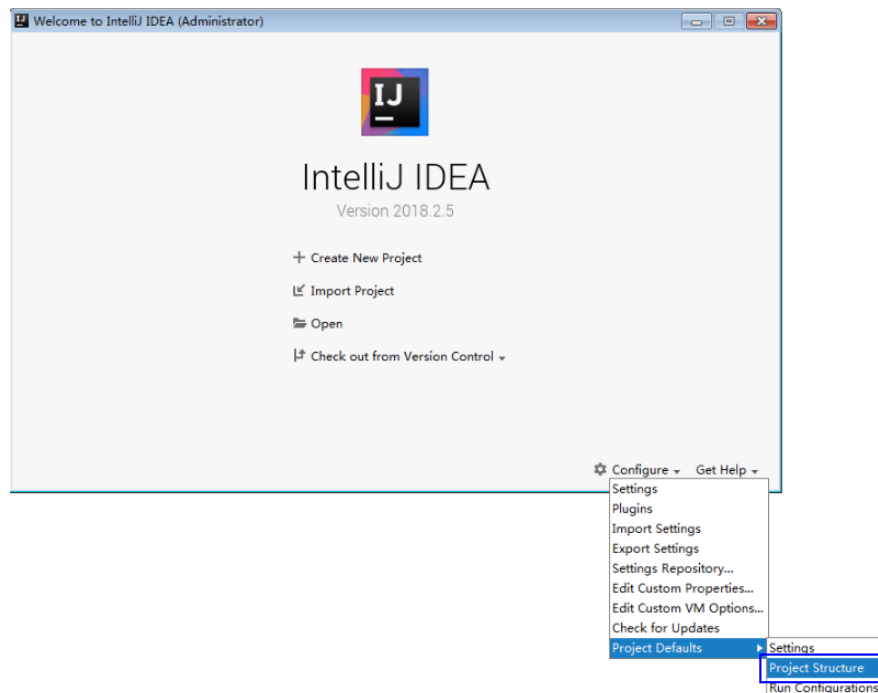 Welcome to IntelliJ IDEA (Administrator)
IJ
IntelliJ IDEA
Version 2018.2.5
Create New Project
Import Project
Open
Check out from Version Control
Configure Get Help
Settings
Plugins
Import Settings
Export Settings
Settings Repository...
Edit Custom Properties...
Edit Custom VM Options...
Check for Updates
Project Defaults Settings
Project Structure
Run Configurations